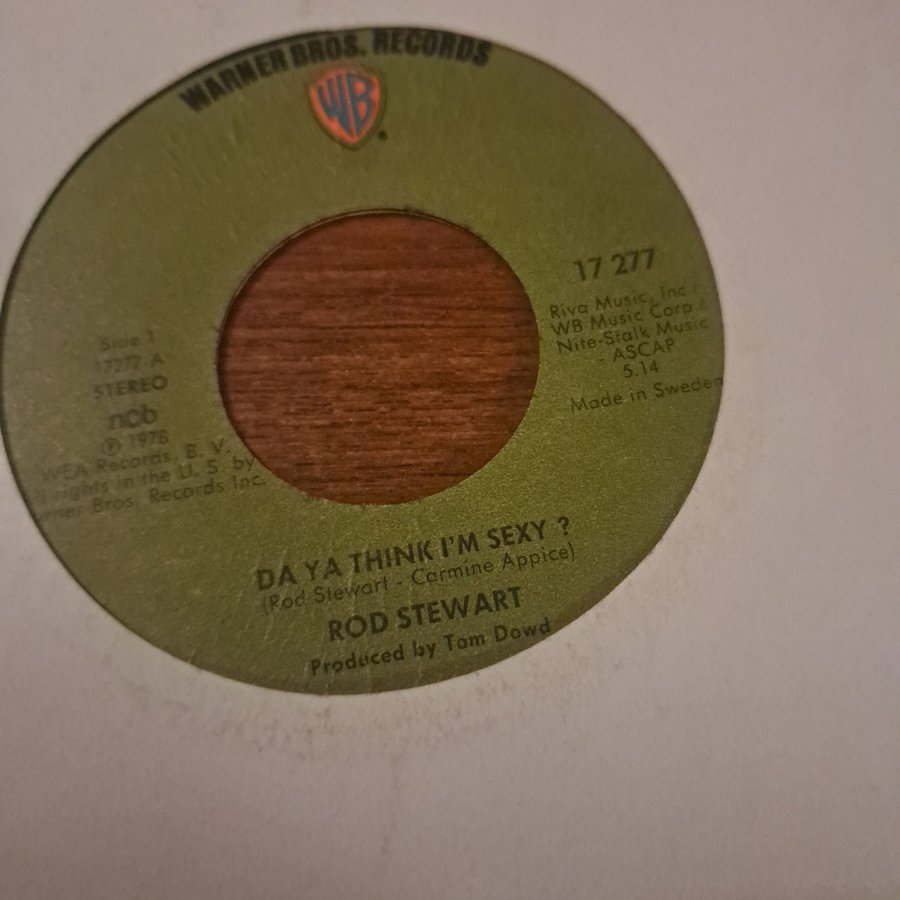 WARNER BROS. RECORDS
WB
17 277
Riva Music, Inc.
WB Music Corp.
Nite-Stalk Music
- ASCAP
5.14
Made in Sweden
Side 1
17277-A
STEREO
ncb
Ⓟ 1978
WEA Records, B. V.
rights in the U. S. by
Bros. Records Inc.
DA YA THINK I'M SEXY ?
(Rod Stewart - Carmine Appice)
ROD STEWART
Produced by Tom Dowd